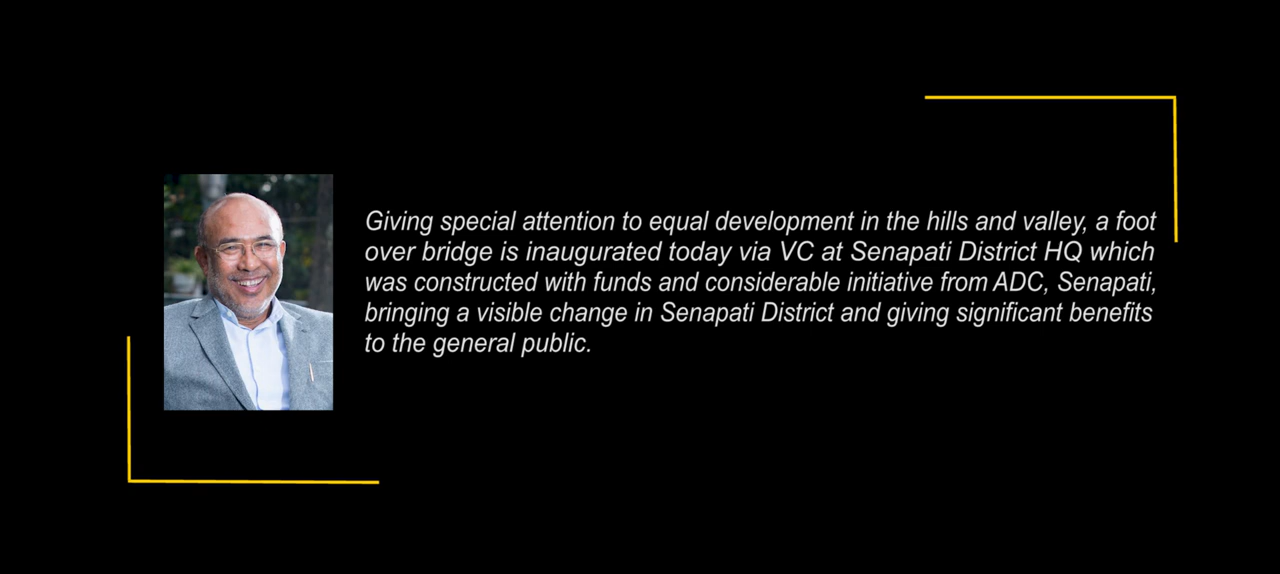 Giving special attention to equal development in the hills and valley, a foot
over bridge is inaugurated today via VC at Senapati District HQ which
was constructed with funds and considerable initiative from ADC, Senapati,
bringing a visible change in Senapati District and giving significant benefits
to the general public.